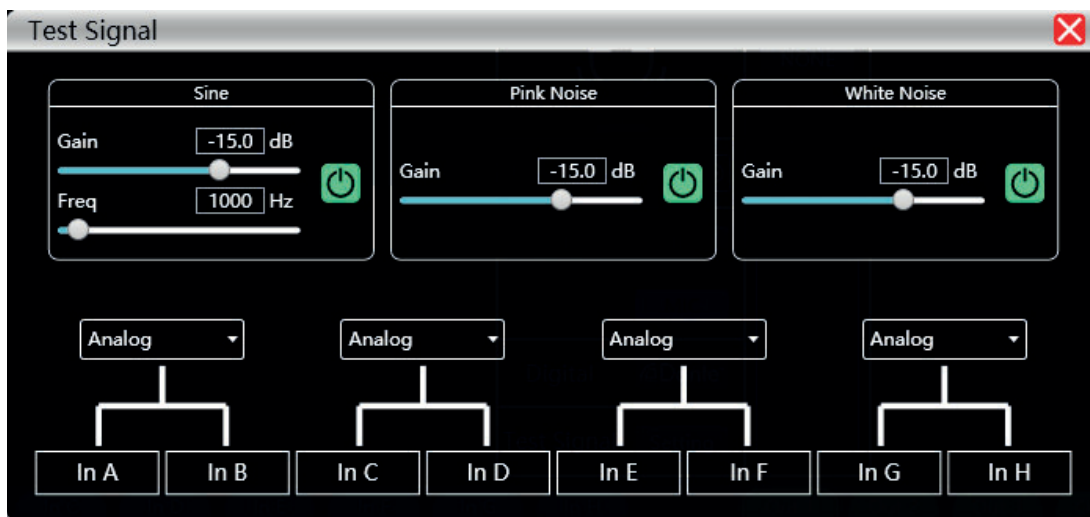 Test Signal
Sine
Pink Noise
White Noise
Gain -15.0 dB
Freq 1000 Hz
Gain -15.0 dB
Gain -15.0 dB
Analog Analog Analog Analog
In A In B In C In D In E In F In G In H